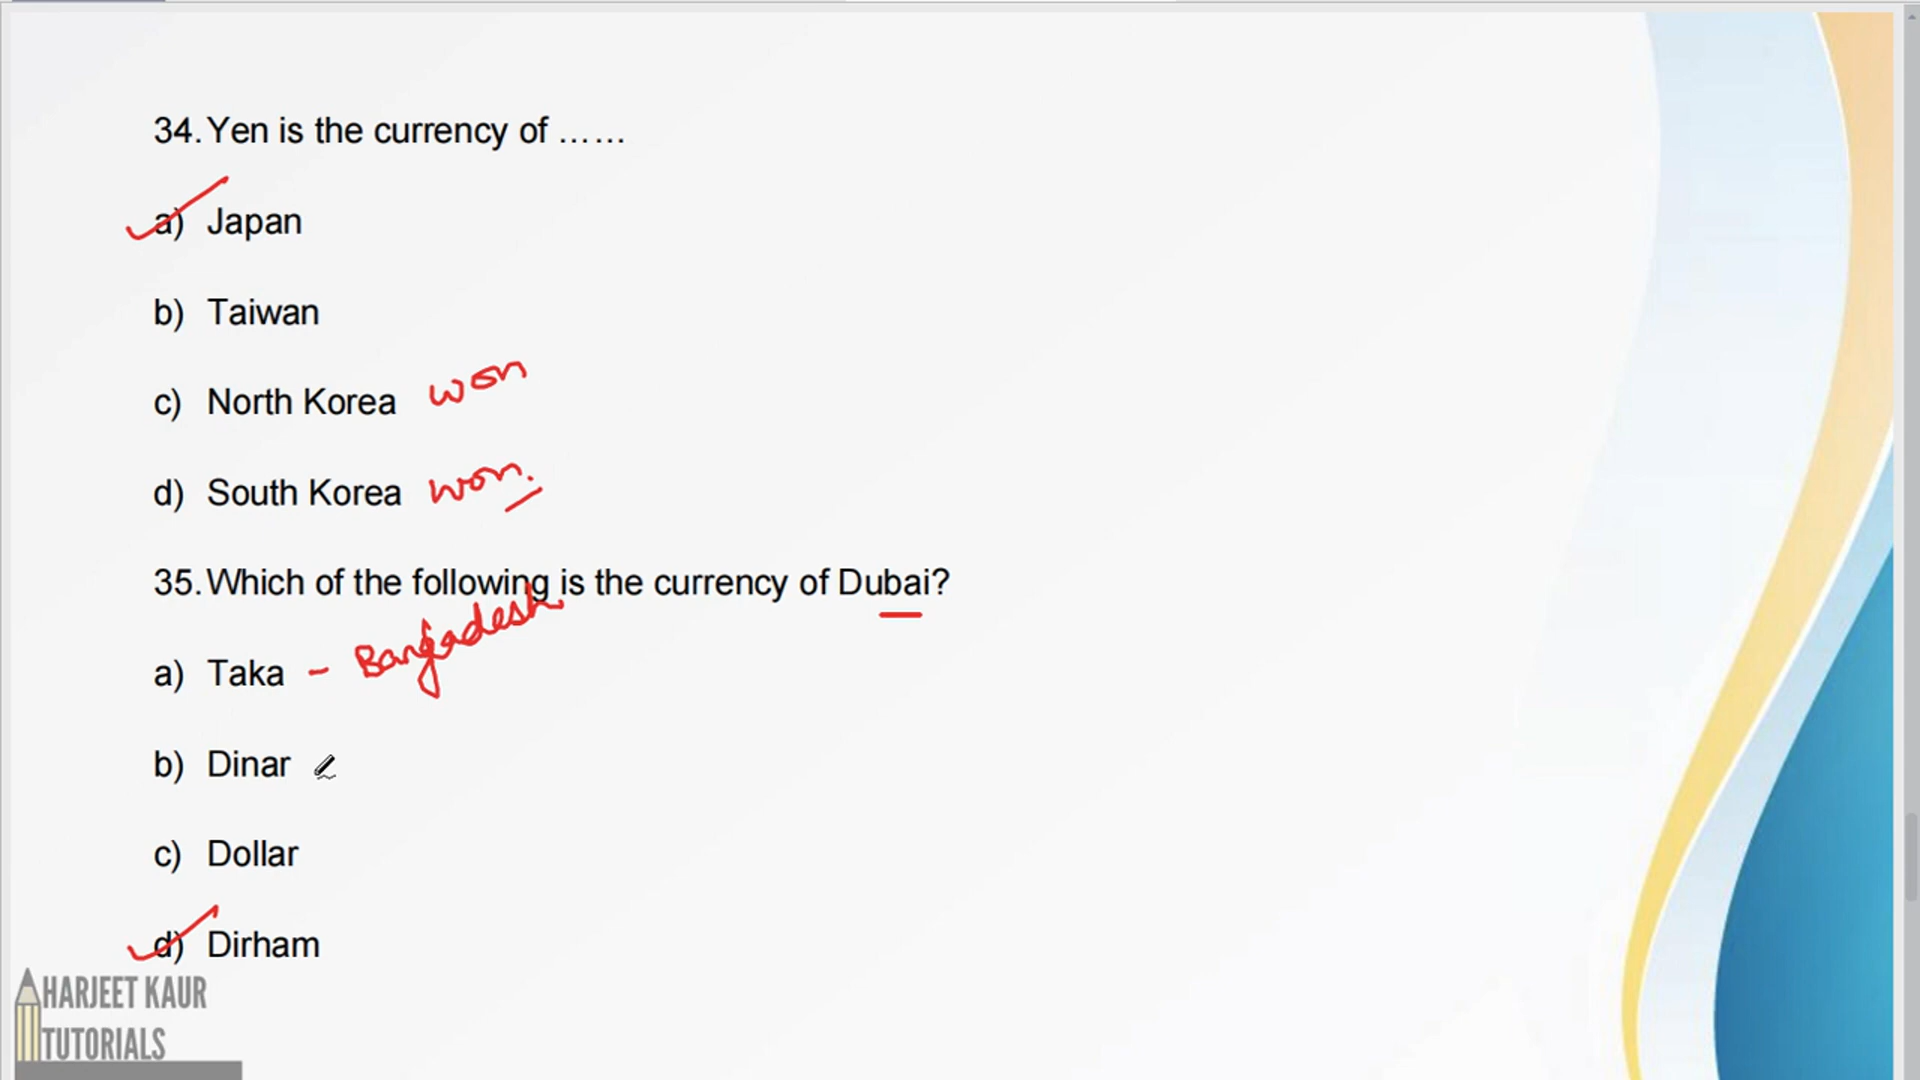 34. Yen is the currency of ......
a) Japan
b) Taiwan
c) North Korea won
d) South Korea won.
35. Which of the following is the currency of Dubai?
a) Taka - Bangladesh
b) Dinar
c) Dollar
d) Dirham
HARJEET KAUR
TUTORIALS